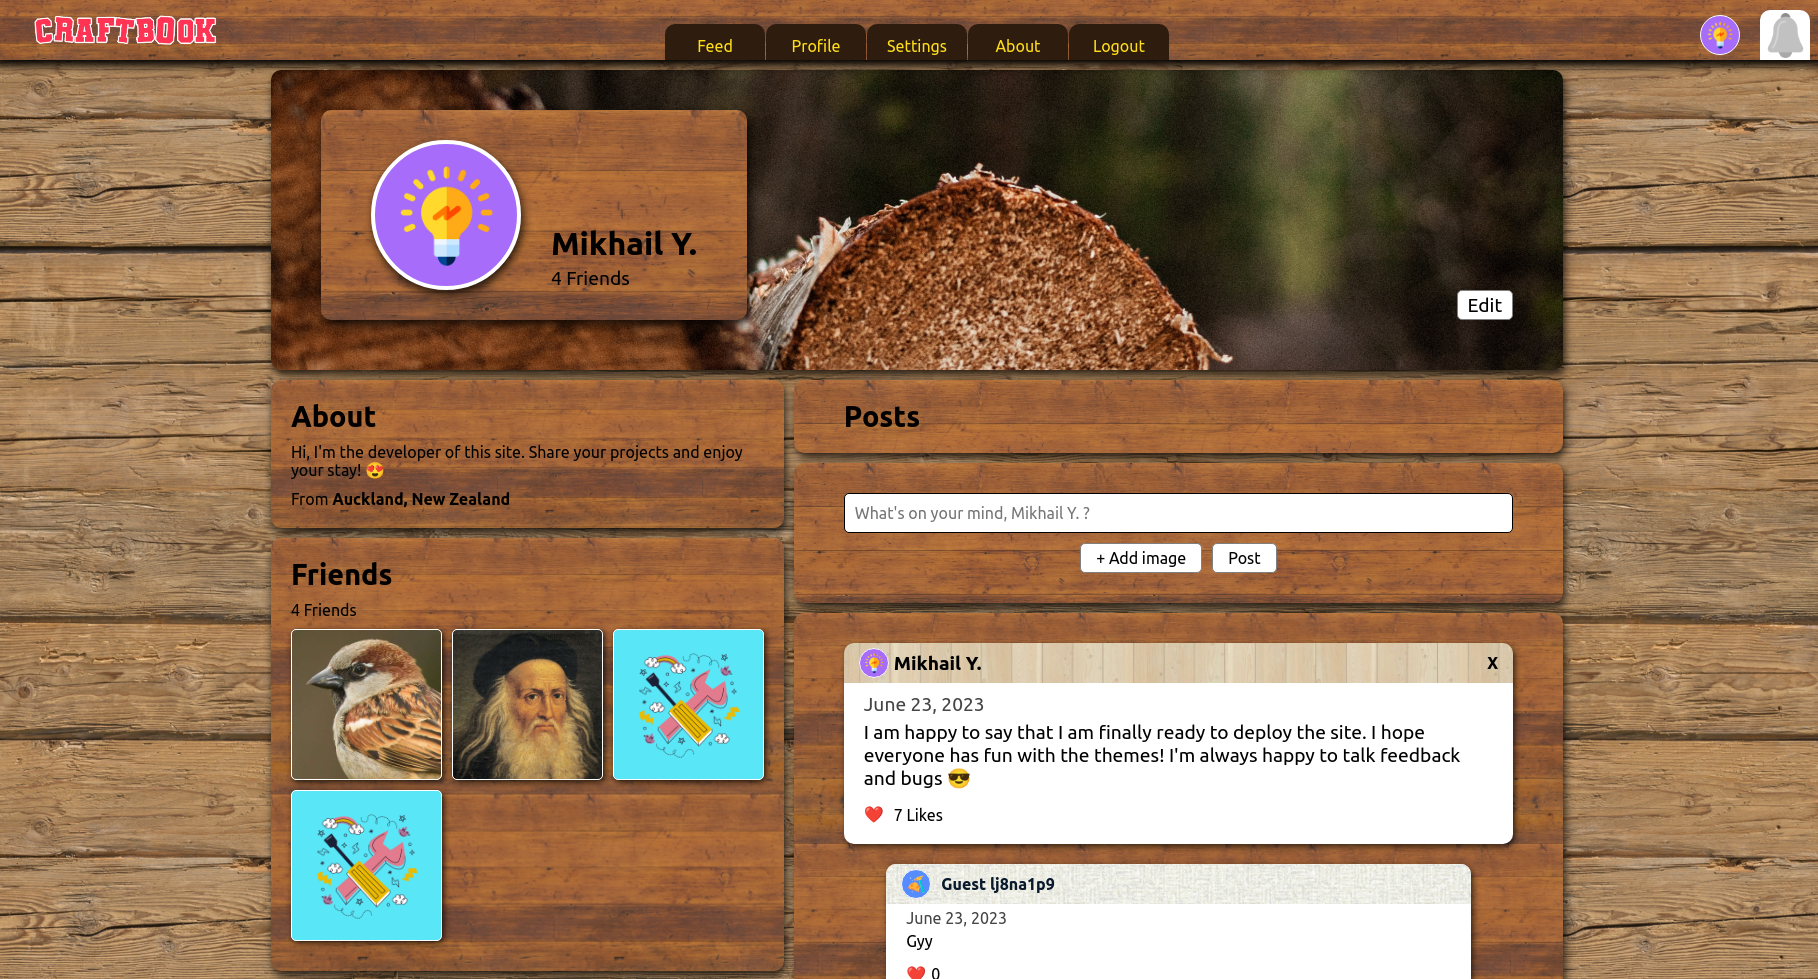 CRAFTBOOK
Feed
Profile
Settings
About
Logout
Mikhail Y.
4 Friends
Edit
About
Hi, I'm the developer of this site. Share your projects and enjoy
your stay! 😍
From Auckland, New Zealand
Friends
4 Friends
Posts
What's on your mind, Mikhail Y. ?
+ Add image
Post
Mikhail Y.
X
June 23, 2023
I am happy to say that I am finally ready to deploy the site. I hope
everyone has fun with the themes! I'm always happy to talk feedback
and bugs 😎
❤️ 7 Likes
Guest lj8na1p9
June 23, 2023
Gyy
❤️ 0